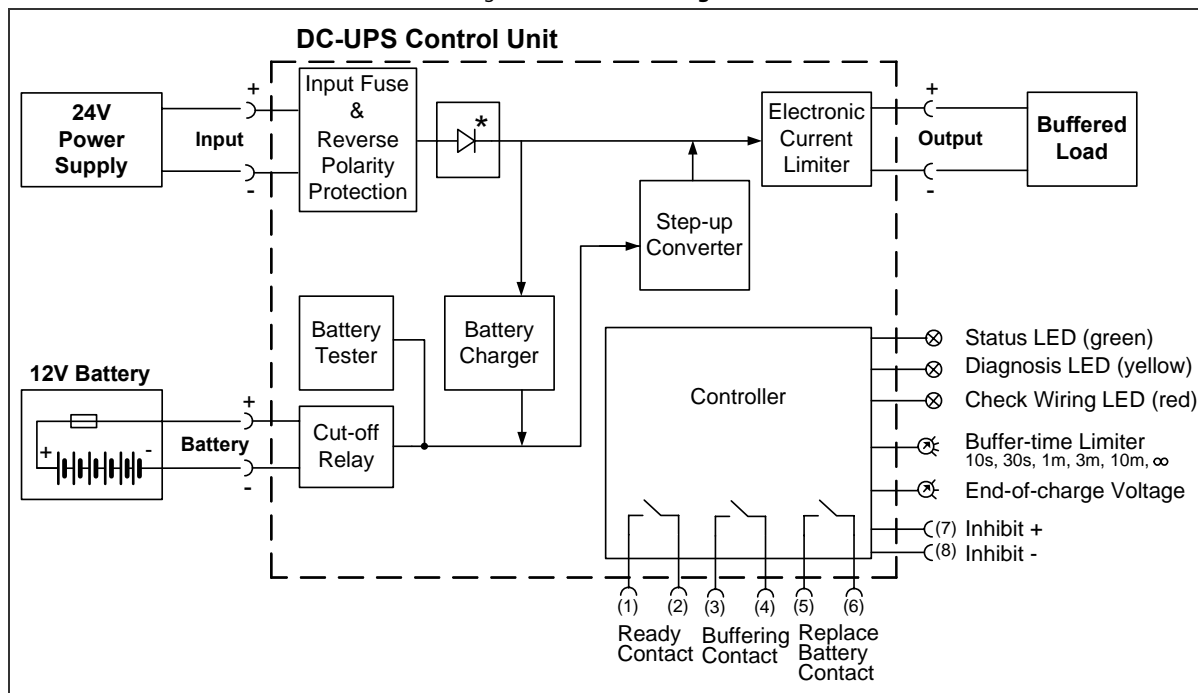 DC-UPS Control Unit
24V
Power
Supply
+
Input
-
Input Fuse
&
Reverse
Polarity
Protection
*
Electronic
Current
Limiter
+
Output
-
Buffered
Load
Step-up
Converter
Battery
Tester
Battery
Charger
12V Battery
+ -
+
Battery
-
Cut-off
Relay
Controller
Status LED (green)
Diagnosis LED (yellow)
Check Wiring LED (red)
Buffer-time Limiter
10s, 30s, 1m, 3m, 10m, ∞
End-of-charge Voltage
(7) Inhibit +
(8) Inhibit -
(1) (2) (3) (4) (5) (6)
Ready
Contact
Buffering
Contact
Replace
Battery
Contact